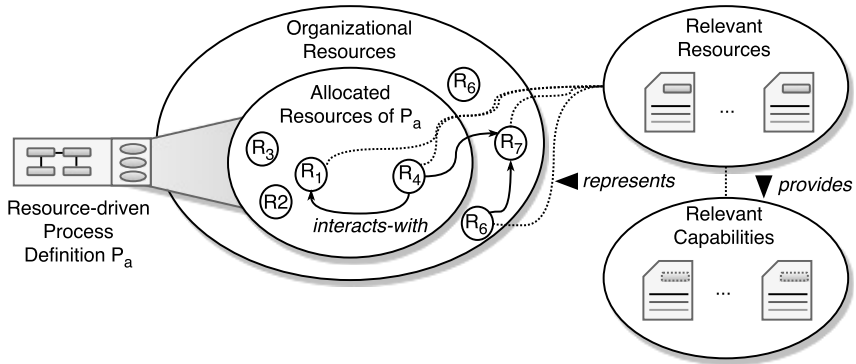 Organizational
Resources
R6
Allocated
Resources of Pa
R3
R1
R4
R7
R2
interacts-with
R6
Resource-driven
Process
Definition Pa
Relevant
Resources
...
represents
provides
Relevant
Capabilities
...